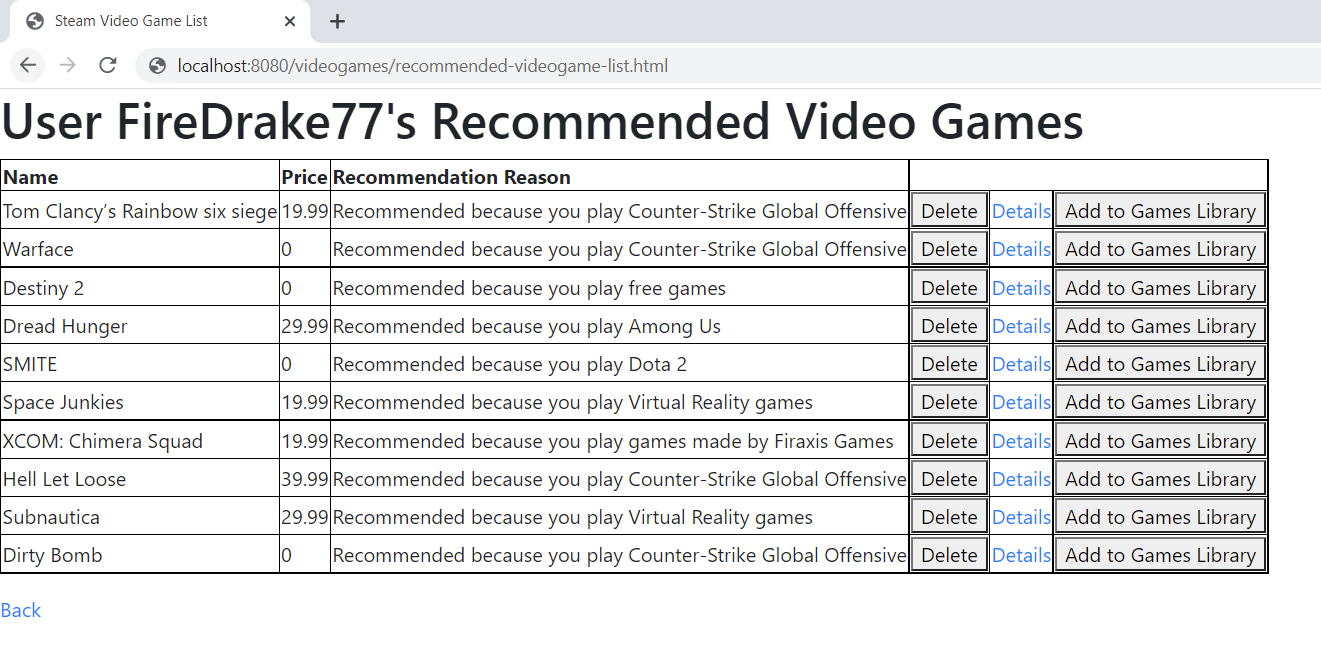 Steam Video Game List
localhost:8080/videogames/recommended-videogame-list.html
User FireDrake77's Recommended Video Games
Name Price Recommendation Reason
Tom Clancy’s Rainbow six siege 19.99 Recommended because you play Counter-Strike Global Offensive Delete Details Add to Games Library
Warface 0 Recommended because you play Counter-Strike Global Offensive Delete Details Add to Games Library
Destiny 2 0 Recommended because you play free games Delete Details Add to Games Library
Dread Hunger 29.99 Recommended because you play Among Us Delete Details Add to Games Library
SMITE 0 Recommended because you play Dota 2 Delete Details Add to Games Library
Space Junkies 19.99 Recommended because you play Virtual Reality games Delete Details Add to Games Library
XCOM: Chimera Squad 19.99 Recommended because you play games made by Firaxis Games Delete Details Add to Games Library
Hell Let Loose 39.99 Recommended because you play Counter-Strike Global Offensive Delete Details Add to Games Library
Subnautica 29.99 Recommended because you play Virtual Reality games Delete Details Add to Games Library
Dirty Bomb 0 Recommended because you play Counter-Strike Global Offensive Delete Details Add to Games Library
Back